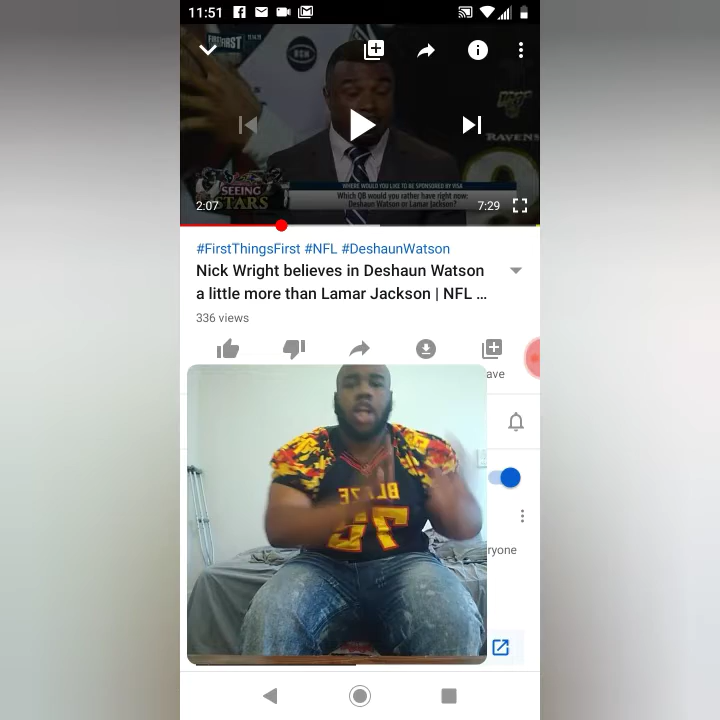 11:51
FIRST
RAVENS
SEEING
STARS
WHERE WOULD YOU LIKE TO BE SPONSORED BY VISA
Which QB would you rather have right now:
Deshaun Watson or Lamar Jackson?
2:07
7:29
#FirstThingsFirst #NFL #DeshaunWatson
Nick Wright believes in Deshaun Watson
a little more than Lamar Jackson | NFL ...
336 views
ave
BLAZE
ryone